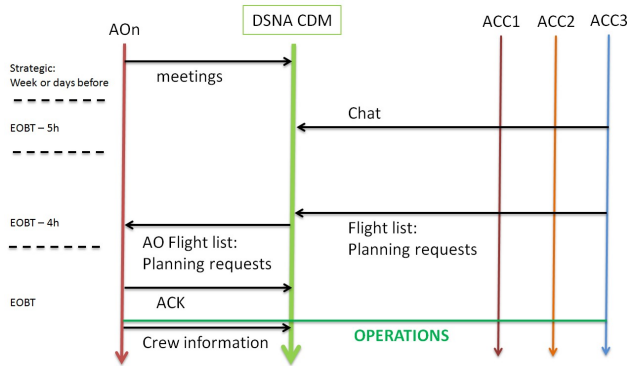 AOn
DSNA CDM
ACC1
ACC2
ACC3
Strategic:
Week or days before
meetings
EOBT – 5h
Chat
EOBT – 4h
AO Flight list:
Planning requests
Flight list:
Planning requests
EOBT
ACK
OPERATIONS
Crew information